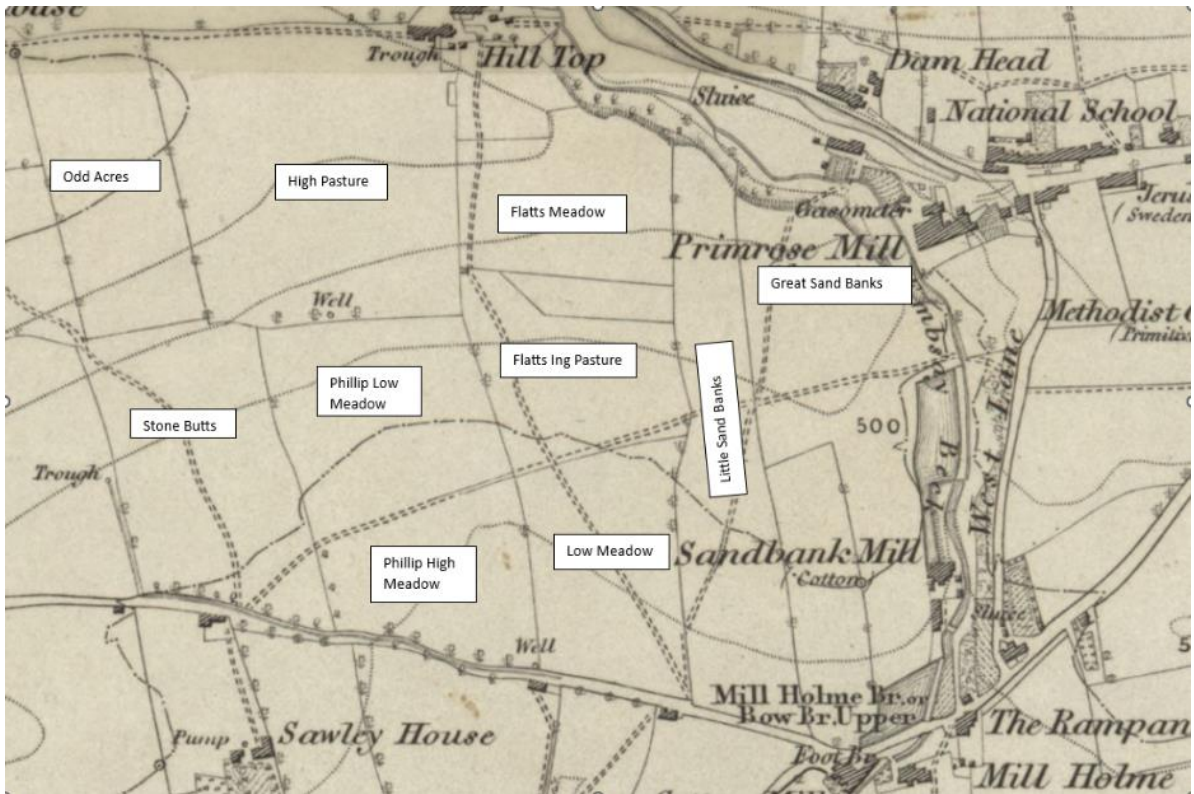 Trough
Hill Top
Dam Head
Sluice
National School
Odd Acres
High Pasture
Flatts Meadow
Gasometer
(Sweden
Primrose Mill
Great Sand Banks
Well
Methodist
(Primitiv
Flatts Ing Pasture
Phillip Low
Meadow
Little Sand Banks
Stone Butts
500
Beck
West Lane
Trough
Low Meadow
Sandbank Mill
(Cotton)
Phillip High
Meadow
Sluice
Well
Mill Holme Br. or
Bow Br. Upper
The Rampan
Sawley House
Pump
Foot Br.
Mill Holme